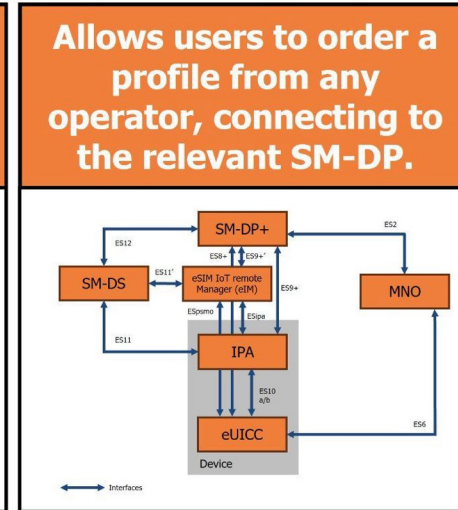 Allows users to order a
profile from any
operator, connecting to
the relevant SM-DP.
SM-DP+
ES12
ES2
ES8+
ES9+'
SM-DS
ES11'
eSIM IoT remote
Manager (eIM)
ES9+
MNO
ESpsmo
ESipa
ES11
IPA
ES10
a/b
eUICC
ES6
Device
Interfaces